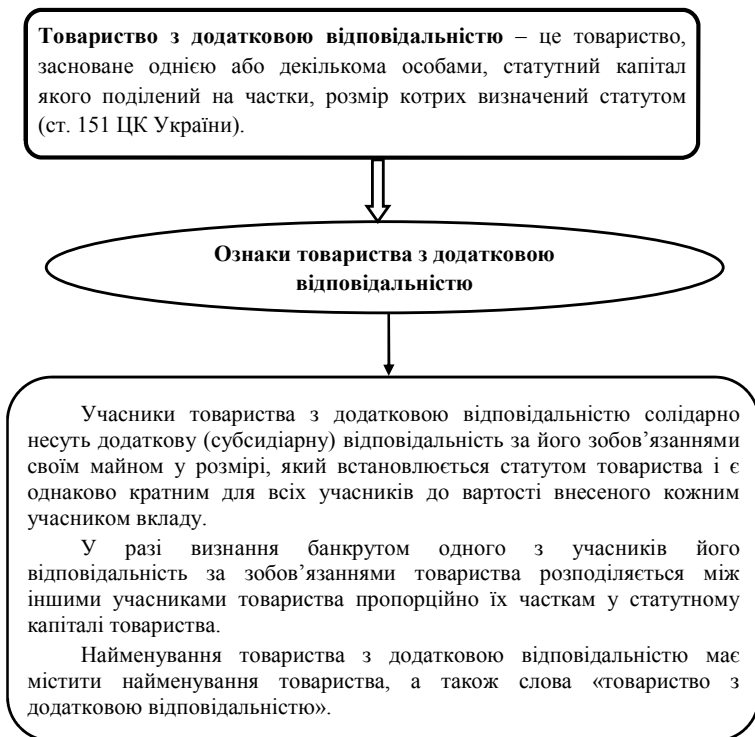 Товариство з додатковою відповідальністю – це товариство,
засноване однією або декількома особами, статутний капітал
якого поділений на частки, розмір котрих визначений статутом
(ст. 151 ЦК України).
Ознаки товариства з додатковою
відповідальністю
Учасники товариства з додатковою відповідальністю солідарно
несуть додаткову (субсидіарну) відповідальність за його зобов’язаннями
своїм майном у розмірі, який встановлюється статутом товариства і є
однаково кратним для всіх учасників до вартості внесеного кожним
учасником вкладу.
У разі визнання банкрутом одного з учасників його
відповідальність за зобов’язаннями товариства розподіляється між
іншими учасниками товариства пропорційно їх часткам у статутному
капіталі товариства.
Найменування товариства з додатковою відповідальністю має
містити найменування товариства, а також слова «товариство з
додатковою відповідальністю».